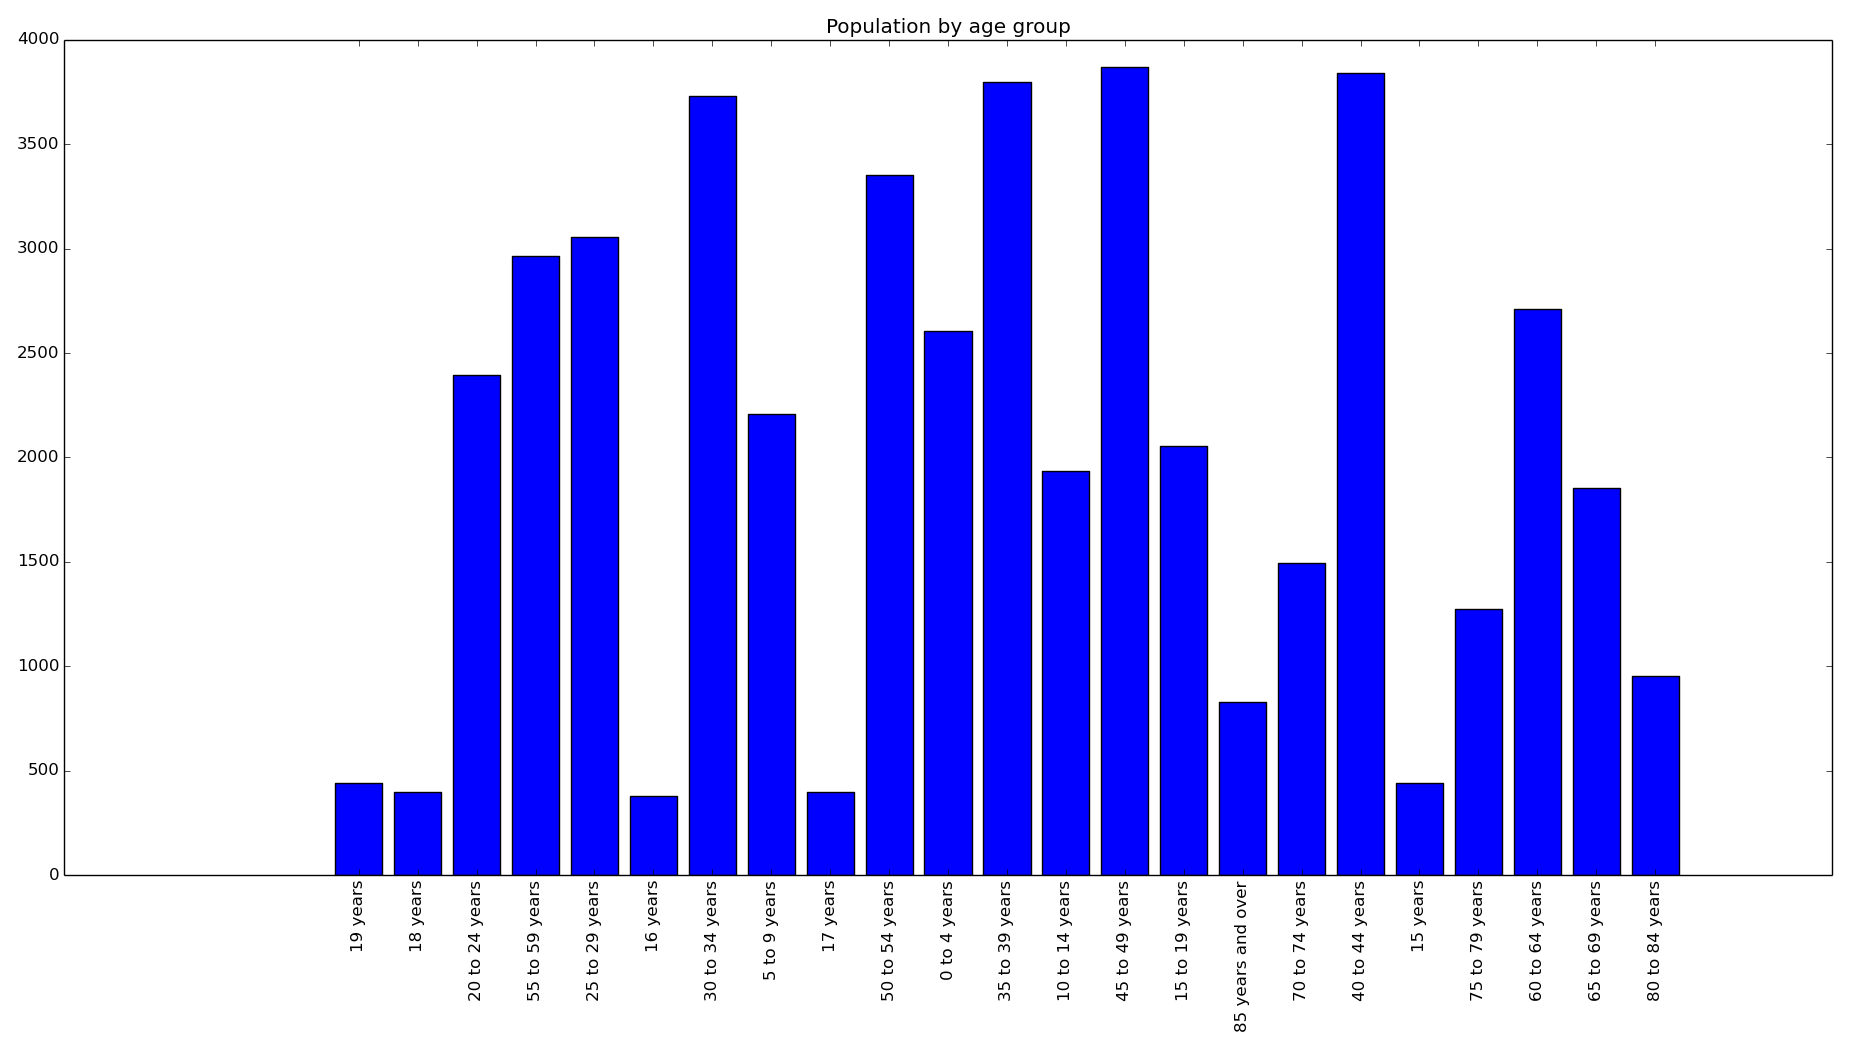 Population by age group
4000
3500
3000
2500
2000
1500
1000
500
0
19 years
18 years
20 to 24 years
55 to 59 years
25 to 29 years
16 years
30 to 34 years
5 to 9 years
17 years
50 to 54 years
0 to 4 years
35 to 39 years
10 to 14 years
45 to 49 years
15 to 19 years
85 years and over
70 to 74 years
40 to 44 years
15 years
75 to 79 years
60 to 64 years
65 to 69 years
80 to 84 years